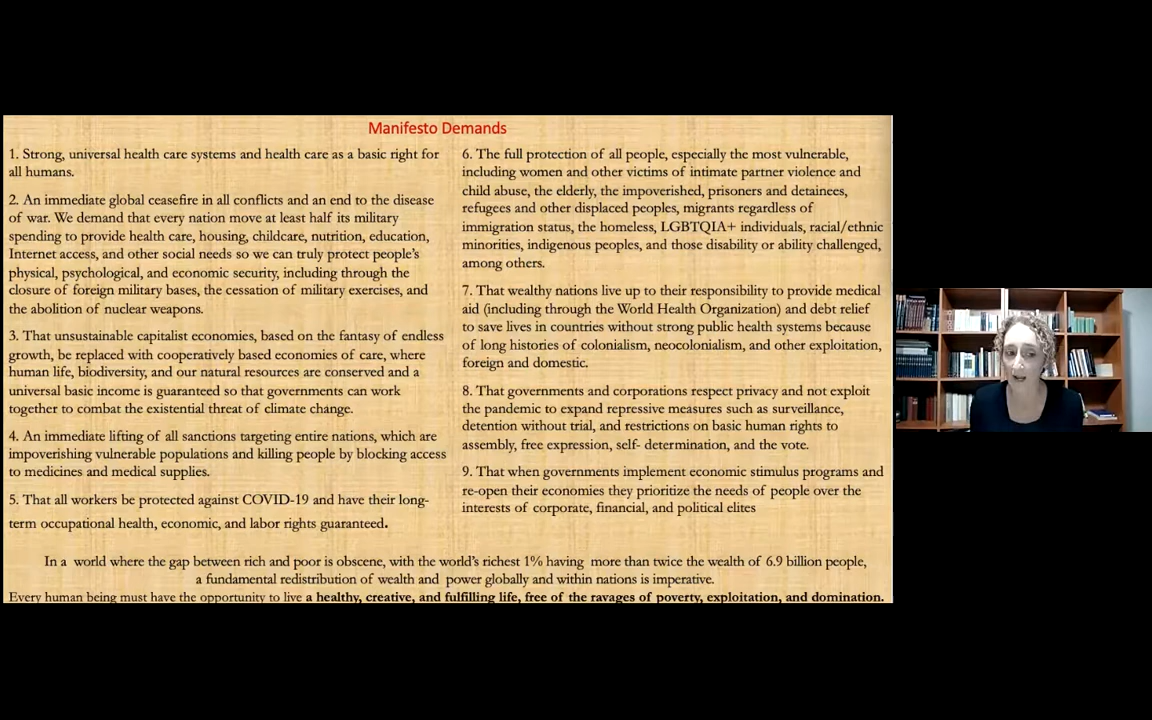 Manifesto Demands
1. Strong, universal health care systems and health care as a basic right for
all humans.
2. An immediate global ceasefire in all conflicts and an end to the disease
of war. We demand that every nation move at least half its military
spending to provide health care, housing, childcare, nutrition, education,
Internet access, and other social needs so we can truly protect people's
physical, psychological, and economic security, including through the
closure of foreign military bases, the cessation of military exercises, and
the abolition of nuclear weapons.
3. That unsustainable capitalist economies, based on the fantasy of endless
growth, be replaced with cooperatively based economies of care, where
human life, biodiversity, and our natural resources are conserved and a
universal basic income is guaranteed so that governments can work
together to combat the existential threat of climate change.
4. An immediate lifting of all sanctions targeting entire nations, which are
impoverishing vulnerable populations and killing people by blocking access
to medicines and medical supplies.
5. That all workers be protected against COVID-19 and have their long-
term occupational health, economic, and labor rights guaranteed.
6. The full protection of all people, especially the most vulnerable,
including women and other victims of intimate partner violence and
child abuse, the elderly, the impoverished, prisoners and detainees,
refugees and other displaced peoples, migrants regardless of
immigration status, the homeless, LGBTQIA+ individuals, racial/ethnic
minorities, indigenous peoples, and those disability or ability challenged,
among others.
7. That wealthy nations live up to their responsibility to provide medical
aid (including through the World Health Organization) and debt relief
to save lives in countries without strong public health systems because
of long histories of colonialism, neocolonialism, and other exploitation,
foreign and domestic.
8. That governments and corporations respect privacy and not exploit
the pandemic to expand repressive measures such as surveillance,
detention without trial, and restrictions on basic human rights to
assembly, free expression, self- determination, and the vote.
9. That when governments implement economic stimulus programs and
re-open their economies they prioritize the needs of people over the
interests of corporate, financial, and political elites
In a world where the gap between rich and poor is obscene, with the world's richest 1% having more than twice the wealth of 6.9 billion people,
a fundamental redistribution of wealth and power globally and within nations is imperative.
Every human being must have the opportunity to live a healthy, creative, and fulfilling life, free of the ravages of poverty, exploitation, and domination.